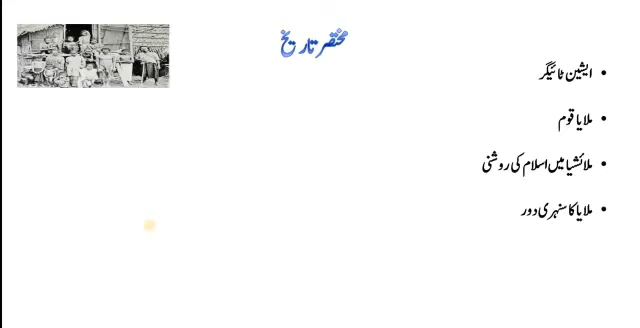 مختصر تاریخ
ایشین ٹائیگر
ملایا قوم
ملائشیا میں اسلام کی روشنی
ملایا کا سنہری دور